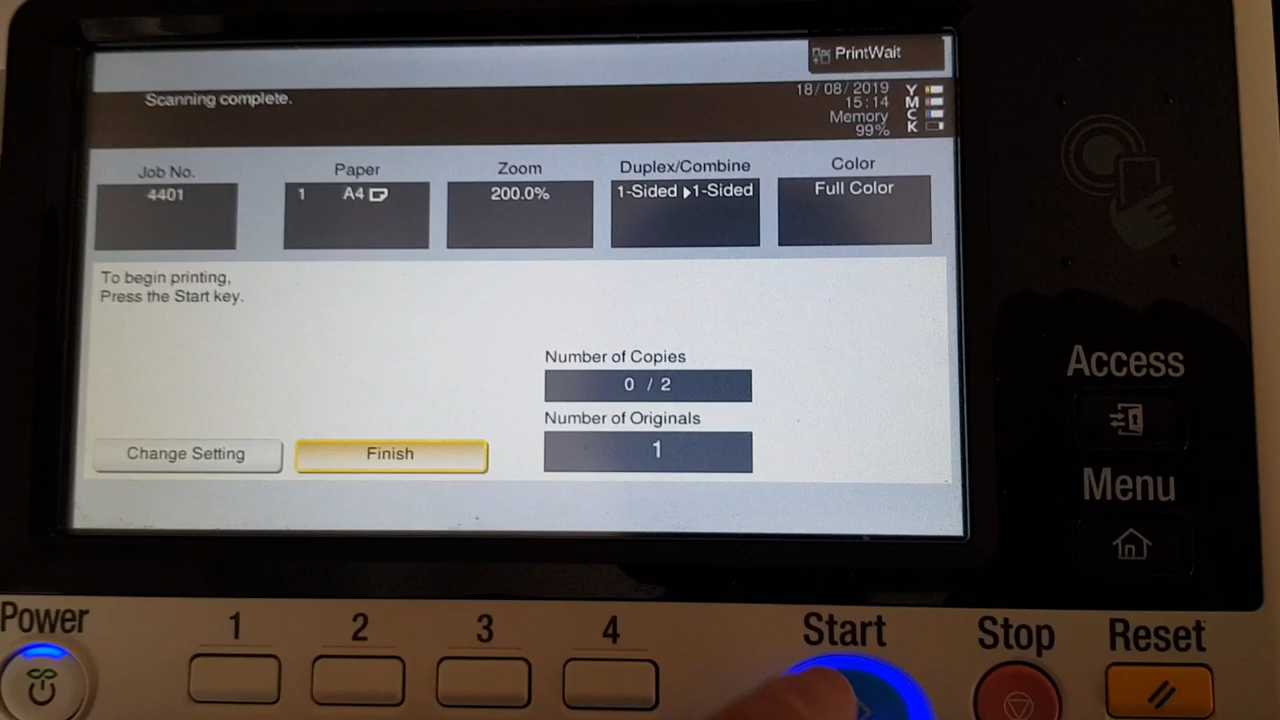 PrintWait
Scanning complete.
18/08/2019
15:14
Memory
99%
Y
M
C
K
Job No.
4401
Paper
1 A4
Zoom
200.0%
Duplex/Combine
1-Sided 1-Sided
Color
Full Color
To begin printing,
Press the Start key.
Number of Copies
0 / 2
Number of Originals
1
Change Setting
Finish
Access
Menu
Power
1
2
3
4
Start
Stop
Reset